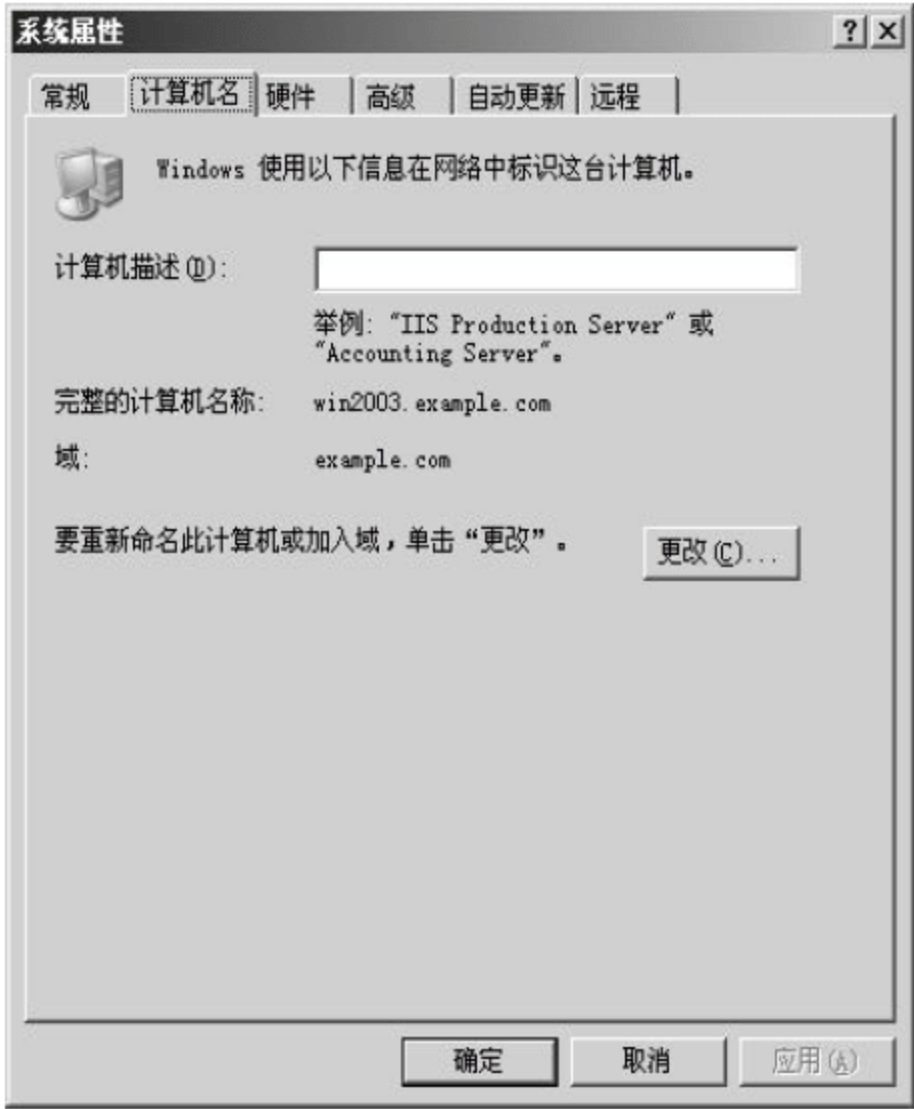 系统属性
常规 计算机名 硬件 高级 自动更新 远程
Windows 使用以下信息在网络中标识这台计算机。
计算机描述(D):
举例: "IIS Production Server" 或
"Accounting Server"。
完整的计算机名称: win2003.example.com
域: example.com
要重新命名此计算机或加入域，单击“更改”。 更改(C)...
确定 取消 应用(A)